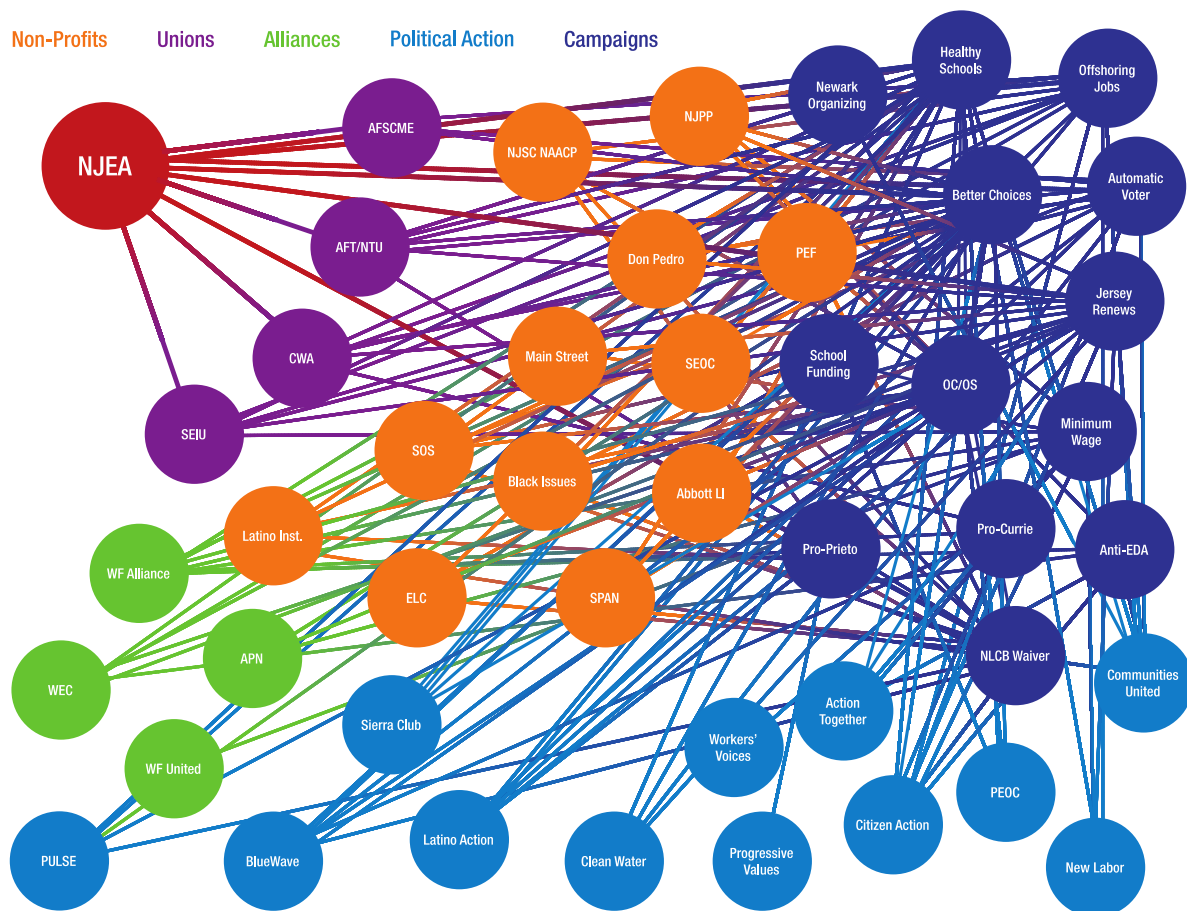 Non-Profits Unions Alliances Political Action Campaigns
Healthy
Schools
Offshoring
Jobs
Newark
Organizing
NJPP
AFSCME
NJSC NAACP
NJEA
Automatic
Voter
Better Choices
AFT/NTU
Don Pedro
PEF
Jersey
Renews
CWA
Main Street
SEOC
School
Funding
OC/OS
Minimum
Wage
SEIU
SOS
Black Issues
Abbott LI
Pro-Currie
Latino Inst.
Pro-Prieto
Anti-EDA
WF Alliance
ELC
SPAN
NLCB Waiver
APN
WEC
Communities
United
Sierra Club
Action
Together
Workers'
Voices
WF United
PEOC
Citizen Action
Latino Action
PULSE
BlueWave
Clean Water
Progressive
Values
New Labor